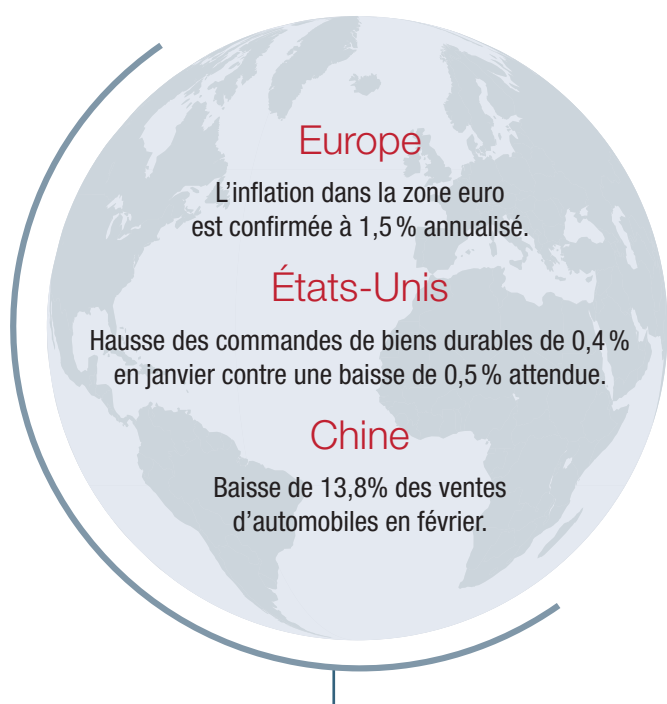 Europe
L'inflation dans la zone euro
est confirmée à 1,5 % annualisé.
États-Unis
Hausse des commandes de biens durables de 0,4 %
en janvier contre une baisse de 0,5 % attendue.
Chine
Baisse de 13,8% des ventes
d'automobiles en février.